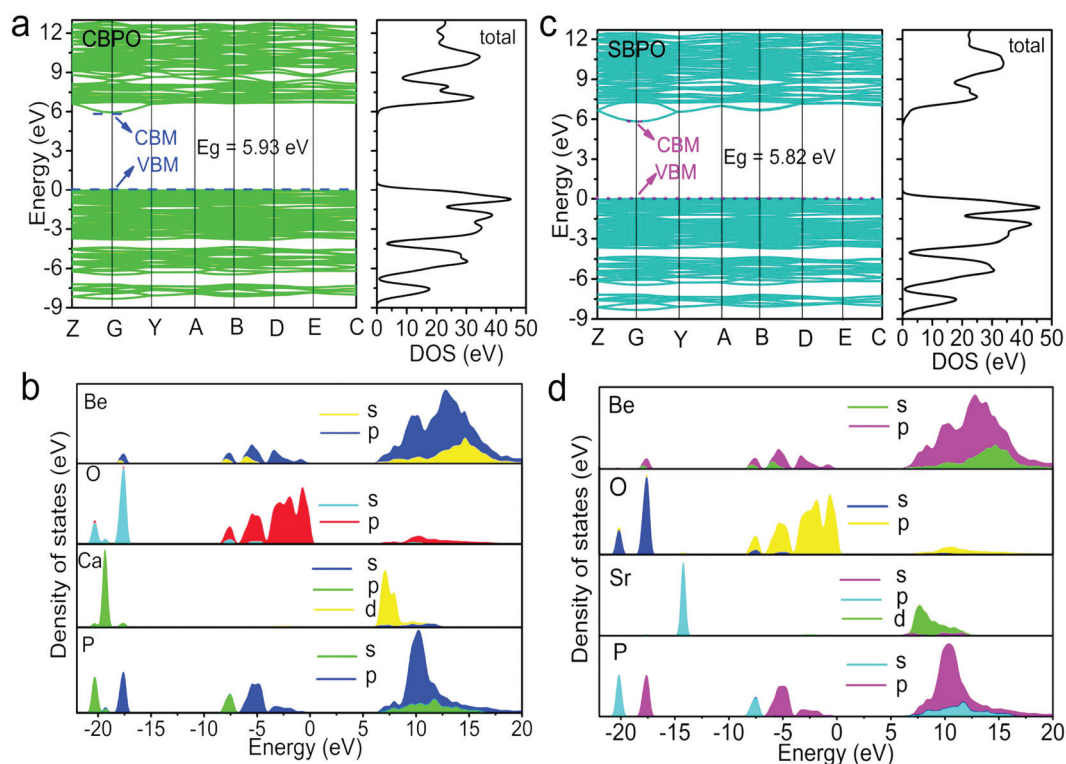 a
CBPO
total
CBM
VBM
Eg = 5.93 eV
Energy (eV)
12
9
6
3
0
-3
-6
-9
Z G Y A B D E C
0 10 20 30 40 50
DOS (eV)
c
SBPO
total
CBM
VBM
Eg = 5.82 eV
Energy (eV)
12
9
6
3
0
-3
-6
-9
Z G Y A B D E C
0 10 20 30 40 50
DOS (eV)
b
Be
s
p
O
s
p
Ca
s
p
d
P
s
p
Density of states (eV)
-20 -15 -10 -5 0 5 10 15 20
Energy (eV)
d
Be
s
p
O
s
p
Sr
s
p
d
P
s
p
Density of states (eV)
-20 -15 -10 -5 0 5 10 15 20
Energy (eV)